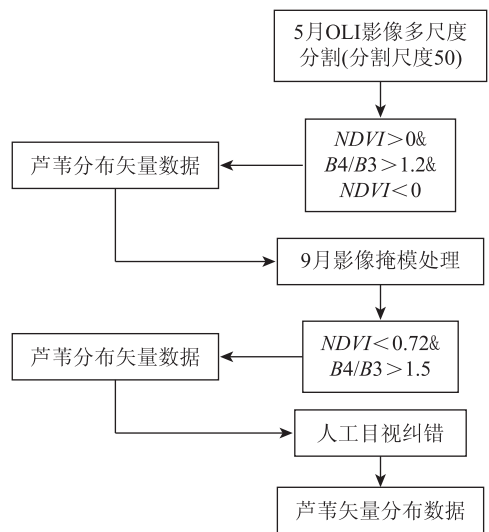 5月OLI影像多尺度
分割(分割尺度50)
NDVI>0&
B4/B3>1.2&
NDVI<0
芦苇分布矢量数据
9月影像掩模处理
NDVI<0.72&
B4/B3>1.5
芦苇分布矢量数据
人工目视纠错
芦苇矢量分布数据